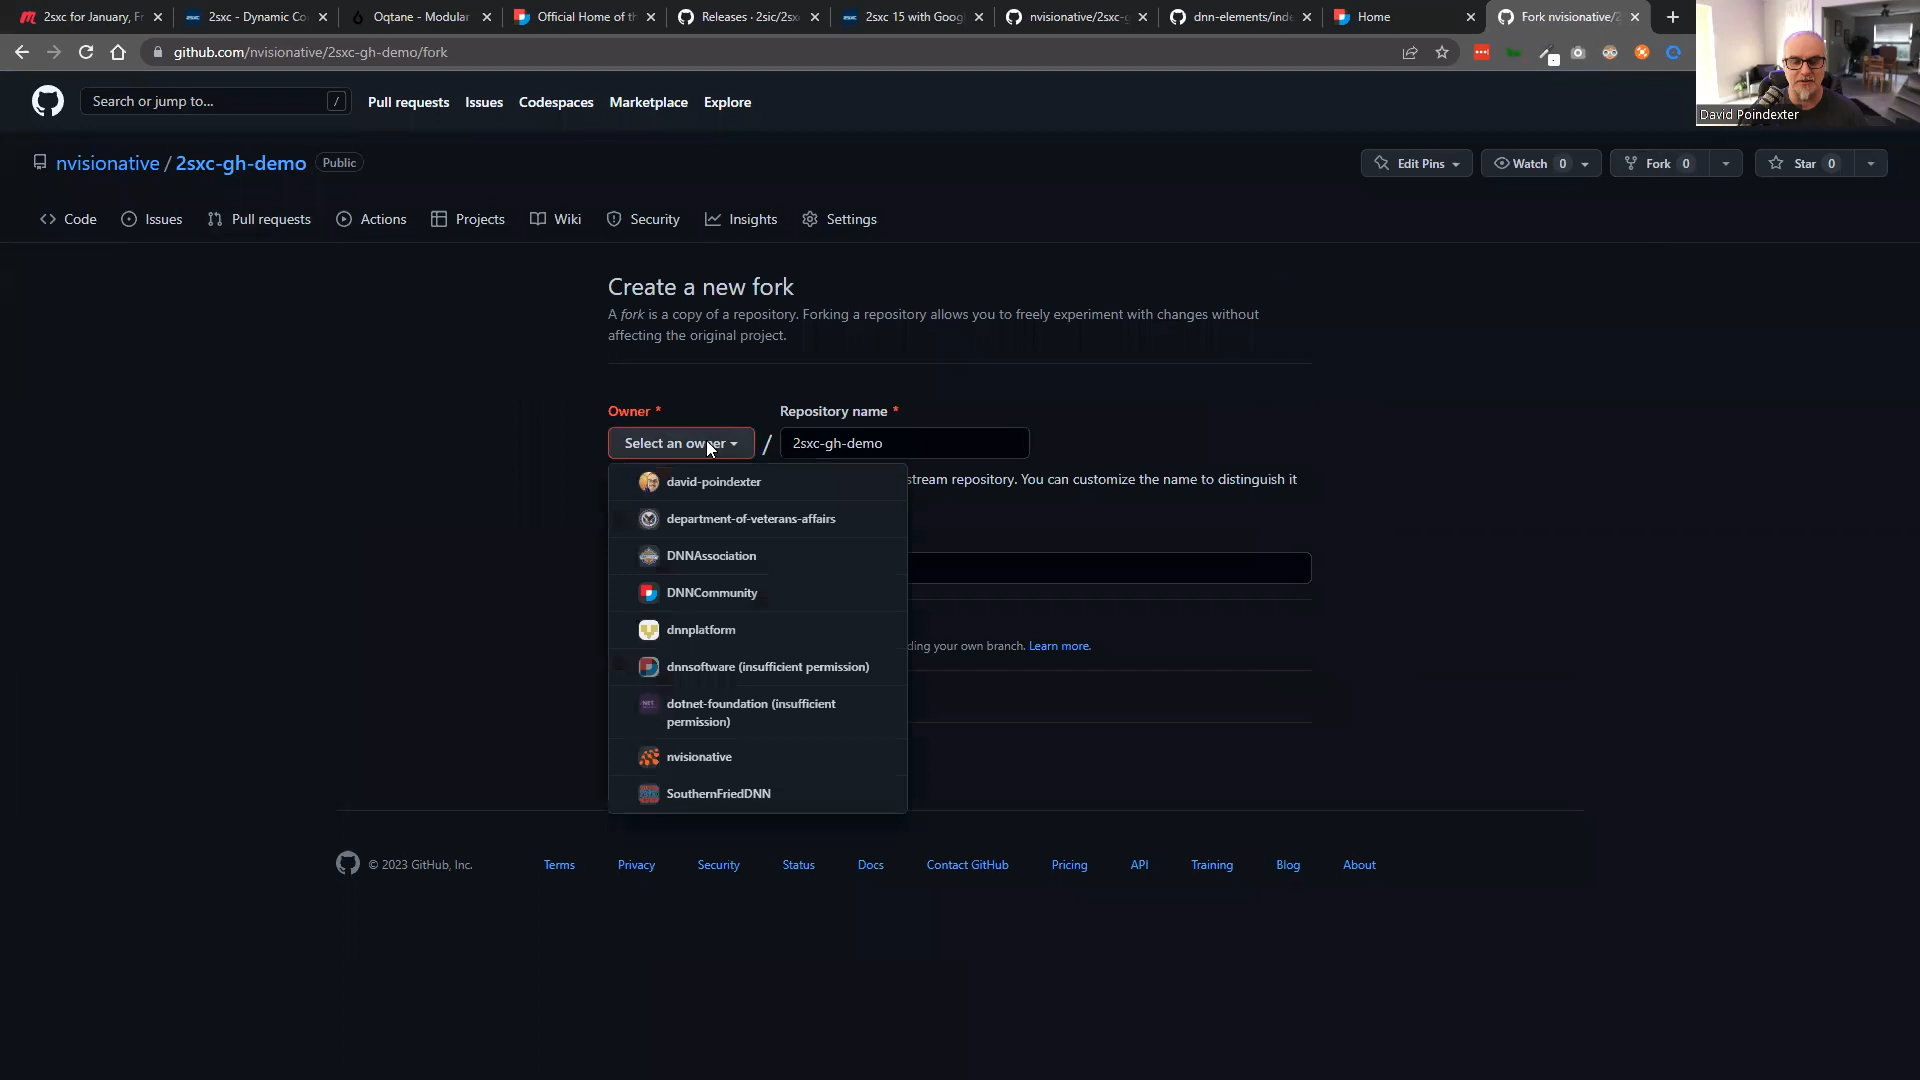 2sxc for January, Fr
2sxc - Dynamic Co
Oqtane - Modular
Official Home of th
Releases · 2sic/2sxc
2sxc 15 with Goog
nvisionative/2sxc-g
dnn-elements/inde
Home
Fork nvisionative/2
github.com/nvisionative/2sxc-gh-demo/fork
David Poindexter
Search or jump to...
/
Pull requests
Issues
Codespaces
Marketplace
Explore
nvisionative / 2sxc-gh-demo
Public
Edit Pins
Watch 0
Fork 0
Star 0
Code
Issues
Pull requests
Actions
Projects
Wiki
Security
Insights
Settings
Create a new fork
A fork is a copy of a repository. Forking a repository allows you to freely experiment with changes without
affecting the original project.
Owner *
Repository name *
Select an owner
/
2sxc-gh-demo
stream repository. You can customize the name to distinguish it
david-poindexter
department-of-veterans-affairs
DNNAssociation
DNNCommunity
dnnplatform
ding your own branch. Learn more.
dnnsoftware (insufficient permission)
dotnet-foundation (insufficient
permission)
nvisionative
SouthernFriedDNN
© 2023 GitHub, Inc.
Terms
Privacy
Security
Status
Docs
Contact GitHub
Pricing
API
Training
Blog
About